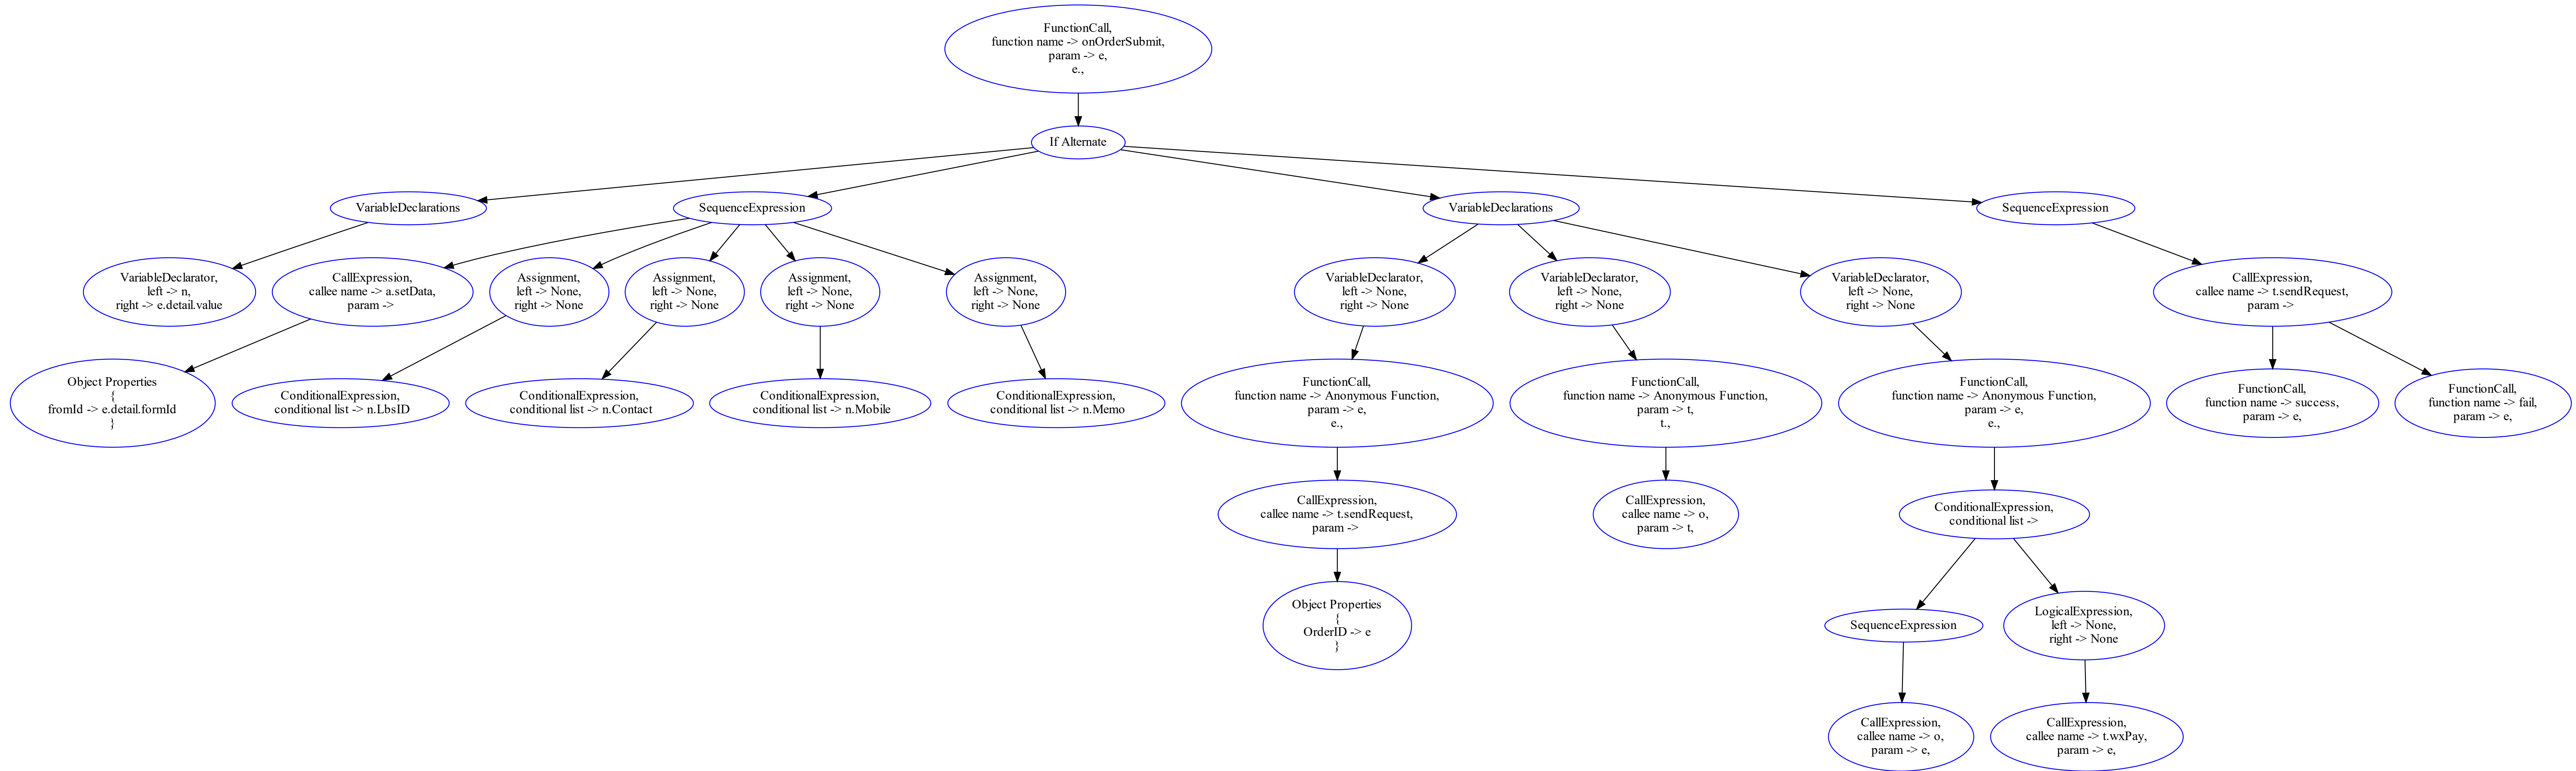 FunctionCall,
function name -> onOrderSubmit,
param -> e,
e.,
If Alternate
VariableDeclarations
SequenceExpression
VariableDeclarations
SequenceExpression
VariableDeclarator,
left -> n,
right -> e.detail.value
CallExpression,
callee name -> a.setData,
param ->
Assignment,
left -> None,
right -> None
Assignment,
left -> None,
right -> None
Assignment,
left -> None,
right -> None
Assignment,
left -> None,
right -> None
VariableDeclarator,
left -> None,
right -> None
VariableDeclarator,
left -> None,
right -> None
VariableDeclarator,
left -> None,
right -> None
CallExpression,
callee name -> t.sendRequest,
param ->
Object Properties
{
fromId -> e.detail.formId
}
ConditionalExpression,
conditional list -> n.LbsID
ConditionalExpression,
conditional list -> n.Contact
ConditionalExpression,
conditional list -> n.Mobile
ConditionalExpression,
conditional list -> n.Memo
FunctionCall,
function name -> Anonymous Function,
param -> e,
e.,
FunctionCall,
function name -> Anonymous Function,
param -> t,
t.,
FunctionCall,
function name -> Anonymous Function,
param -> e,
e.,
FunctionCall,
function name -> success,
param -> e,
FunctionCall,
function name -> fail,
param -> e,
CallExpression,
callee name -> t.sendRequest,
param ->
CallExpression,
callee name -> o,
param -> t,
ConditionalExpression,
conditional list ->
Object Properties
{
OrderID -> e
}
SequenceExpression
LogicalExpression,
left -> None,
right -> None
CallExpression,
callee name -> o,
param -> e,
CallExpression,
callee name -> t.wxPay,
param -> e,